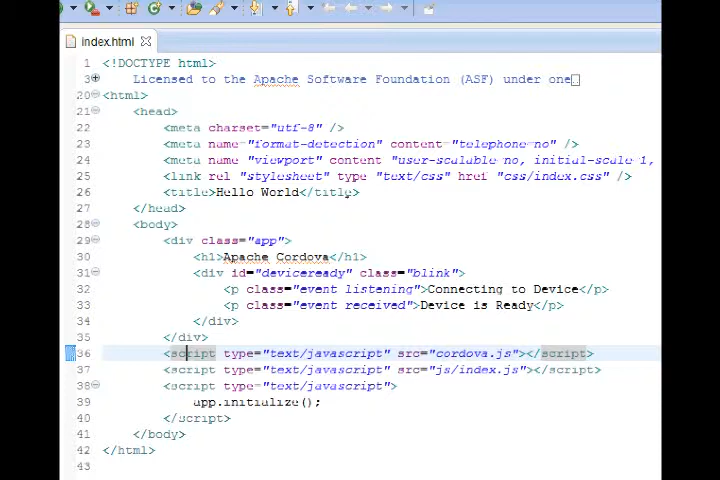 index.html
1 <!DOCTYPE html>
3 Licensed to the Apache Software Foundation (ASF) under one
20 <html>
21 <head>
22 <meta charset="utf-8" />
23 <meta name="format-detection" content="telephone=no" />
24 <meta name="viewport" content="user-scalable=no, initial-scale=1,
25 <link rel="stylesheet" type="text/css" href="css/index.css" />
26 <title>Hello World</title>
27 </head>
28 <body>
29 <div class="app">
30 <h1>Apache Cordova</h1>
31 <div id="deviceready" class="blink">
32 <p class="event listening">Connecting to Device</p>
33 <p class="event received">Device is Ready</p>
34 </div>
35 </div>
36 <script type="text/javascript" src="cordova.js"></script>
37 <script type="text/javascript" src="js/index.js"></script>
38 <script type="text/javascript">
39 app.initialize();
40 </script>
41 </body>
42 </html>
43